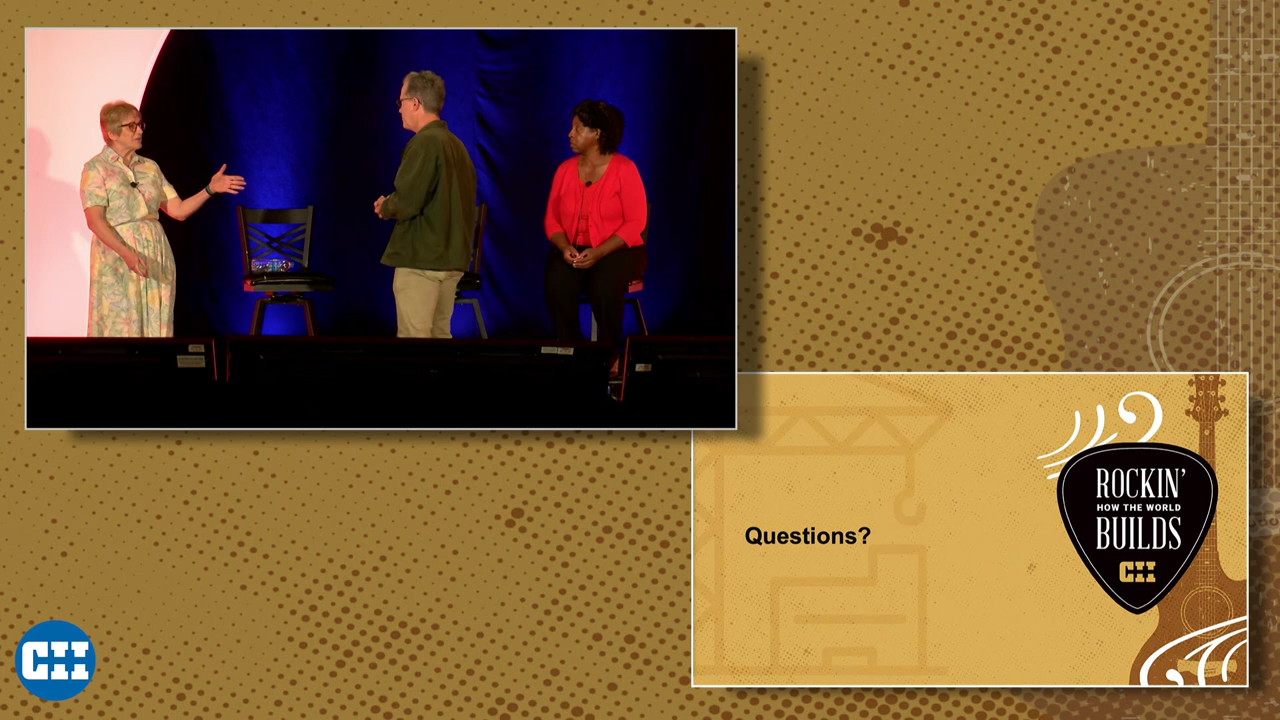 Questions?
ROCKIN'
HOW THE WORLD
BUILDS
CII
CII